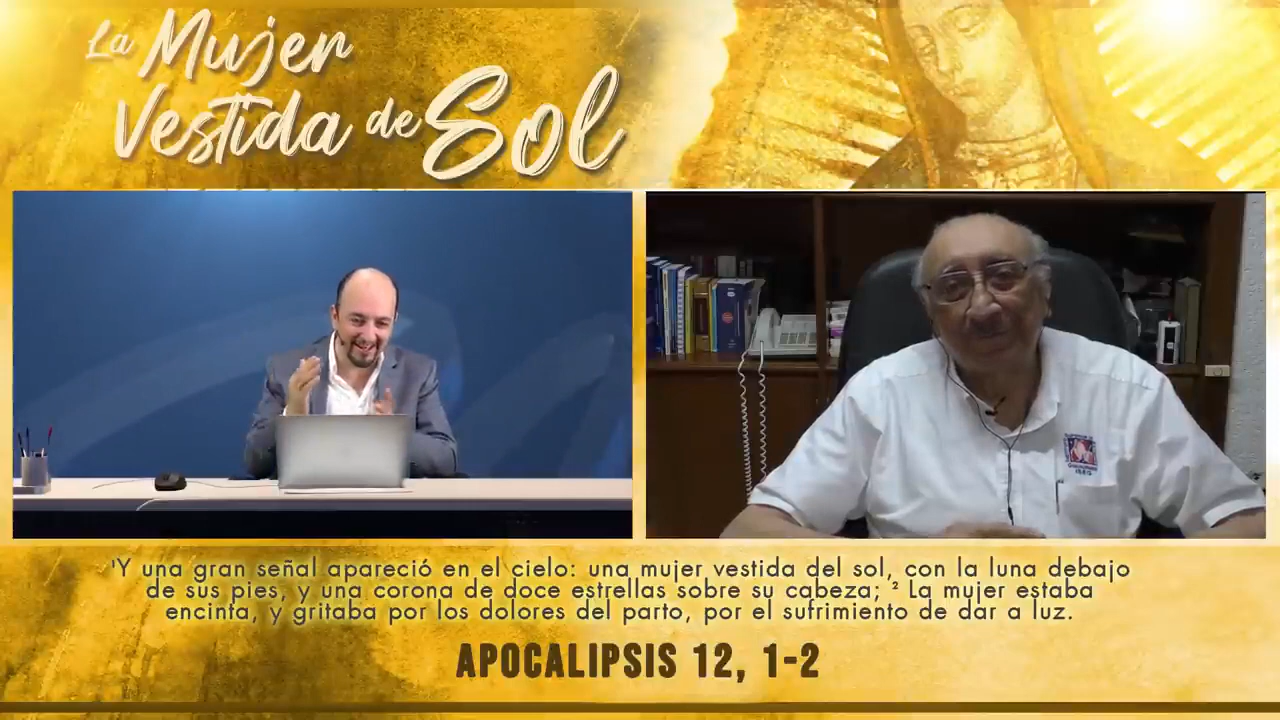 La Mujer
Vestida de Sol
¹Y una gran señal apareció en el cielo: una mujer vestida del sol, con la luna debajo
de sus pies, y una corona de doce estrellas sobre su cabeza; ² La mujer estaba
encinta, y gritaba por los dolores del parto, por el sufrimiento de dar a luz.
APOCALIPSIS 12, 1-2